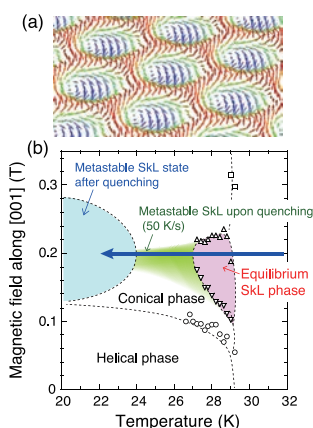 (a)
(b)
Metastable SkL state
after quenching
Metastable SkL upon quenching
(50 K/s)
Equilibrium
SkL phase
Conical phase
Helical phase
Magnetic field along [001] (T)
0.3
0.2
0.1
0
20 22 24 26 28 30 32
Temperature (K)